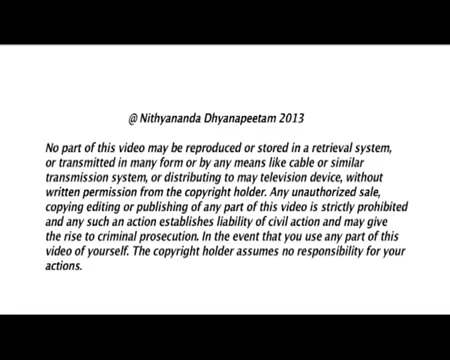 @ Nithyananda Dhyanapeetam 2013
No part of this video may be reproduced or stored in a retrieval system,
or transmitted in many form or by any means like cable or similar
transmission system, or distributing to may television device, without
written permission from the copyright holder. Any unauthorized sale,
copying editing or publishing of any part of this video is strictly prohibited
and any such an action establishes liability of civil action and may give
the rise to criminal prosecution. In the event that you use any part of this
video of yourself. The copyright holder assumes no responsibility for your
actions.